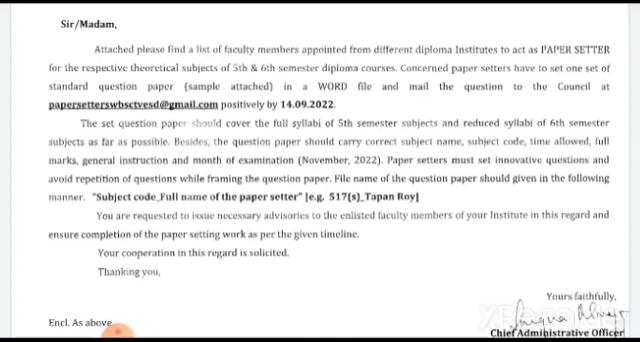 Sir/Madam,
Attached please find a list of faculty members appointed from different diploma Institutes to act as PAPER SETTER
for the respective theoretical subjects of 5th & 6th semester diploma courses. Concerned paper setters have to set one set of
standard question paper (sample attached) in a WORD file and mail the question to the Council at
papersetterswbsctvesd@gmail.com positively by 14.09.2022.
The set question paper should cover the full syllabi of 5th semester subjects and reduced syllabi of 6th semester
subjects as far as possible. Besides, the question paper should carry correct subject name, subject code, time allowed, full
marks, general instruction and month of examination (November, 2022). Paper setters must set innovative questions and
avoid repetition of questions while framing the question paper. File name of the question paper should given in the following
manner. "Subject code_Full name of the paper setter" [e.g. 517(s)_Tapan Roy]
You are requested to issue necessary advisories to the enlisted faculty members of your Institute in this regard and
ensure completion of the paper setting work as per the given timeline.
Your cooperation in this regard is solicited.
Thanking you,
Yours faithfully,
Encl. As above
Chief Administrative Officer